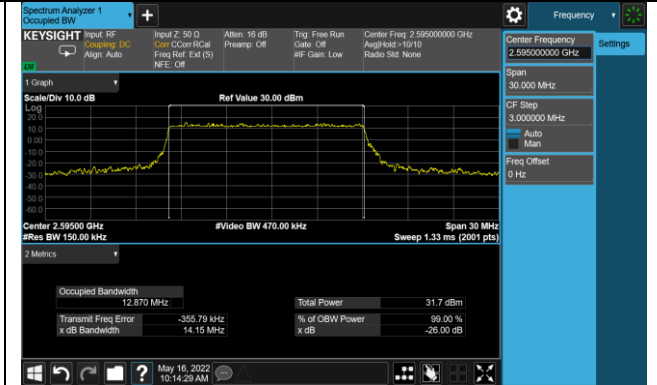 Spectrum Analyzer 1
Occupied BW
+
Frequency
KEYSIGHT Input: RF
Coupling: DC
Align: Auto
Input Z: 50 Ω
Corr CCorr RCal
Freq Ref: Ext (S)
NFE: Off
Atten: 16 dB
Preamp: Off
Trig: Free Run
Gate: Off
#IF Gain: Low
Center Freq: 2.595000000 GHz
Avg|Hold:>10/10
Radio Std: None
LXI
Center Frequency
2.595000000 GHz
Settings
Span
30.000 MHz
CF Step
3.000000 MHz
Auto
Man
Freq Offset
0 Hz
1 Graph
Scale/Div 10.0 dB
Ref Value 30.00 dBm
Log
20.0
10.0
0.00
-10.0
-20.0
-30.0
-40.0
-50.0
-60.0
Center 2.59500 GHz
#Video BW 470.00 kHz
Span 30 MHz
#Res BW 150.00 kHz
Sweep 1.33 ms (2001 pts)
2 Metrics
Occupied Bandwidth
12.870 MHz
Total Power 31.7 dBm
Transmit Freq Error -355.79 kHz
% of OBW Power 99.00 %
x dB Bandwidth 14.15 MHz
x dB -26.00 dB
?
May 16, 2022
10:14:29 AM